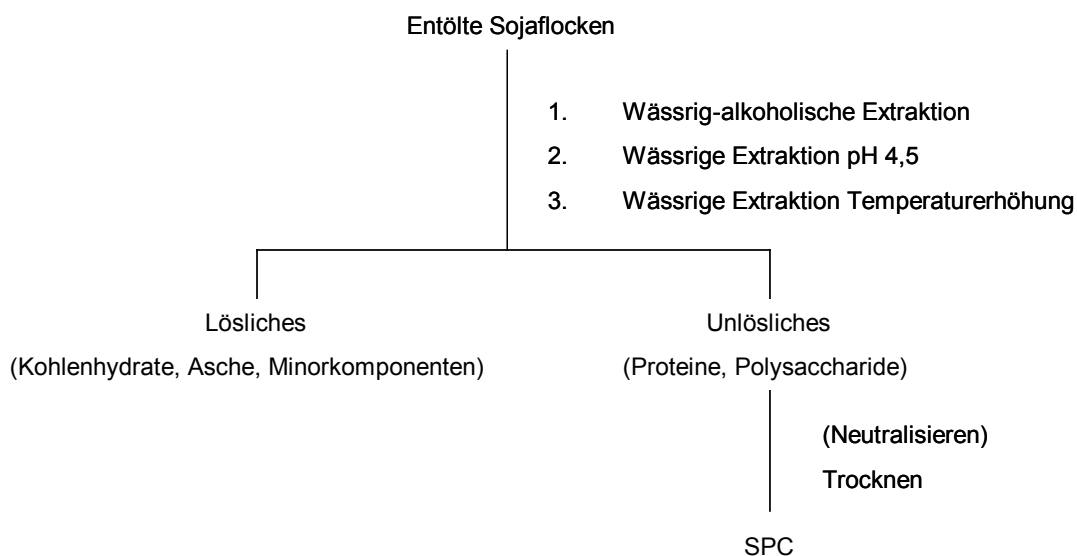 Entölte Sojaflocken
1. Wässrig-alkoholische Extraktion
2. Wässrige Extraktion pH 4,5
3. Wässrige Extraktion Temperaturerhöhung
Lösliches
(Kohlenhydrate, Asche, Minorkomponenten)
Unlösliches
(Proteine, Polysaccharide)
(Neutralisieren)
Trocknen
SPC